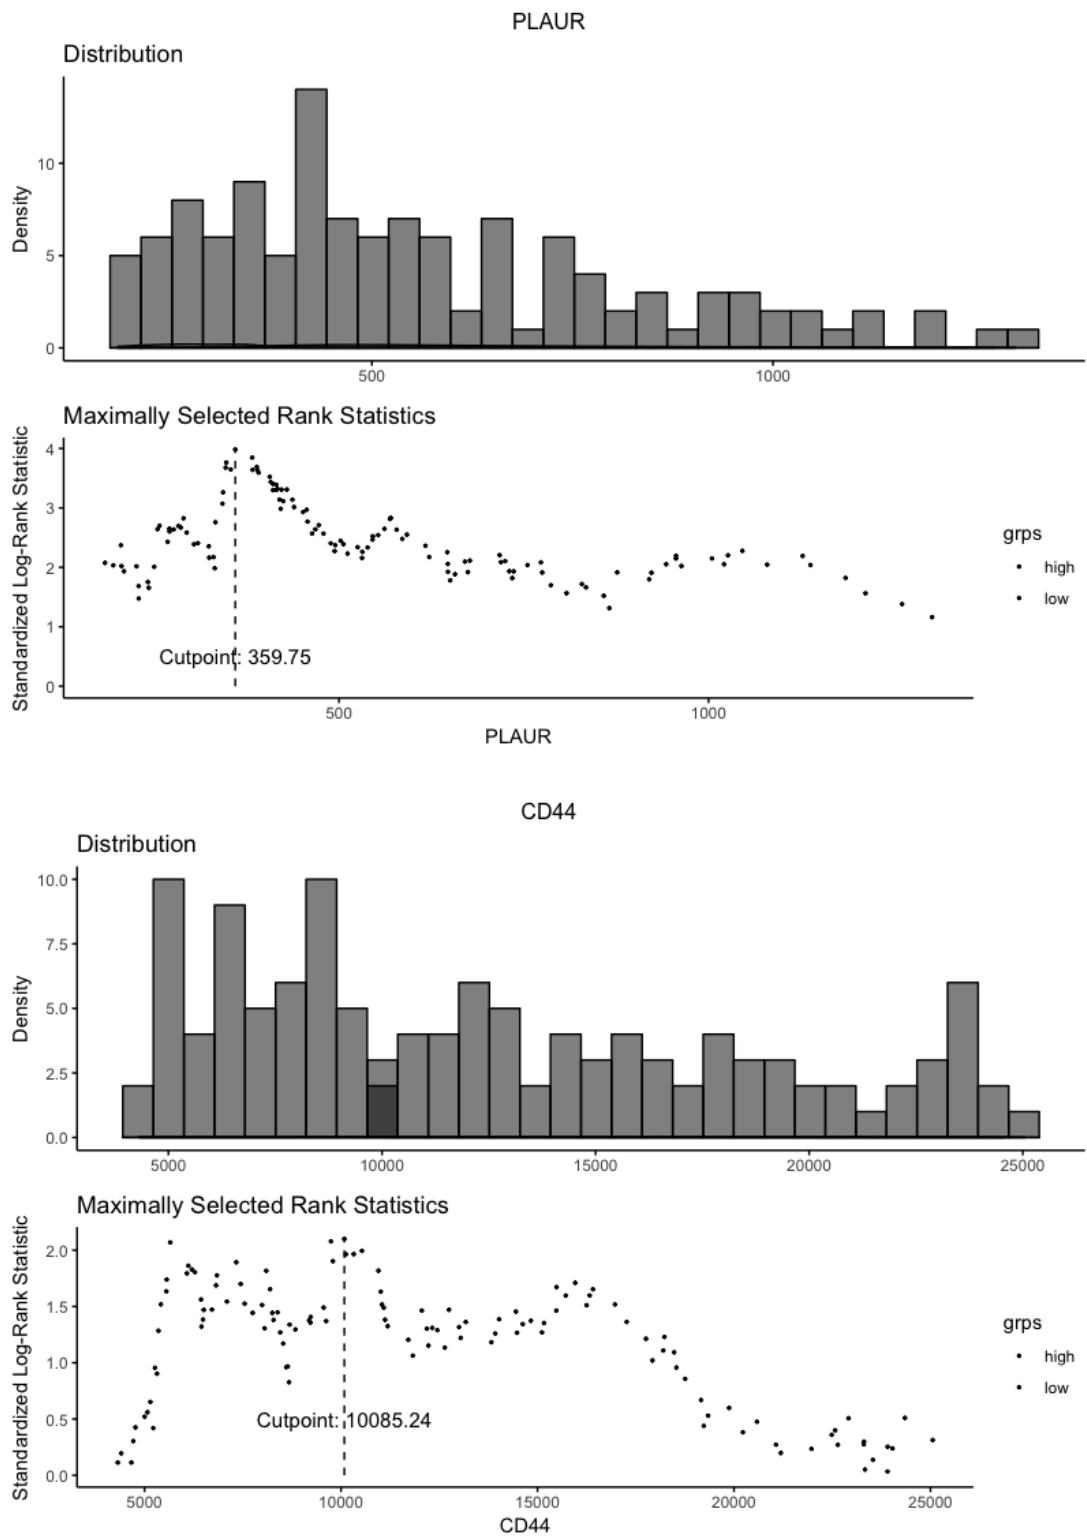 PLAUR
Distribution
Density
10
5
0
500 1000
Maximally Selected Rank Statistics
Standardized Log-Rank Statistic
4
3
2
1
0
Cutpoint: 359.75
500 1000
PLAUR
grps
high
low
CD44
Distribution
Density
10.0
7.5
5.0
2.5
0.0
5000 10000 15000 20000 25000
Maximally Selected Rank Statistics
Standardized Log-Rank Statistic
2.0
1.5
1.0
0.5
0.0
Cutpoint: 10085.24
5000 10000 15000 20000 25000
CD44
grps
high
low